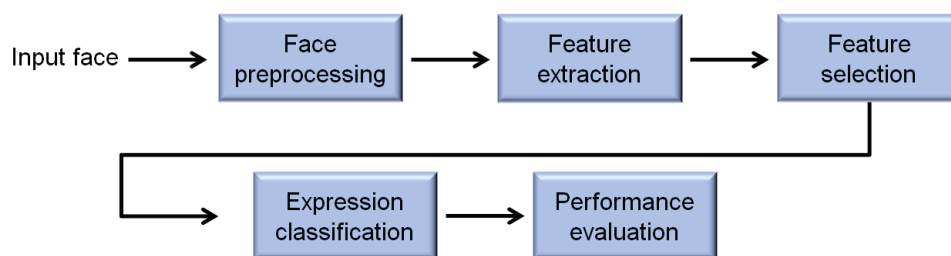 Input face
Face
preprocessing
Feature
extraction
Feature
selection
Expression
classification
Performance
evaluation